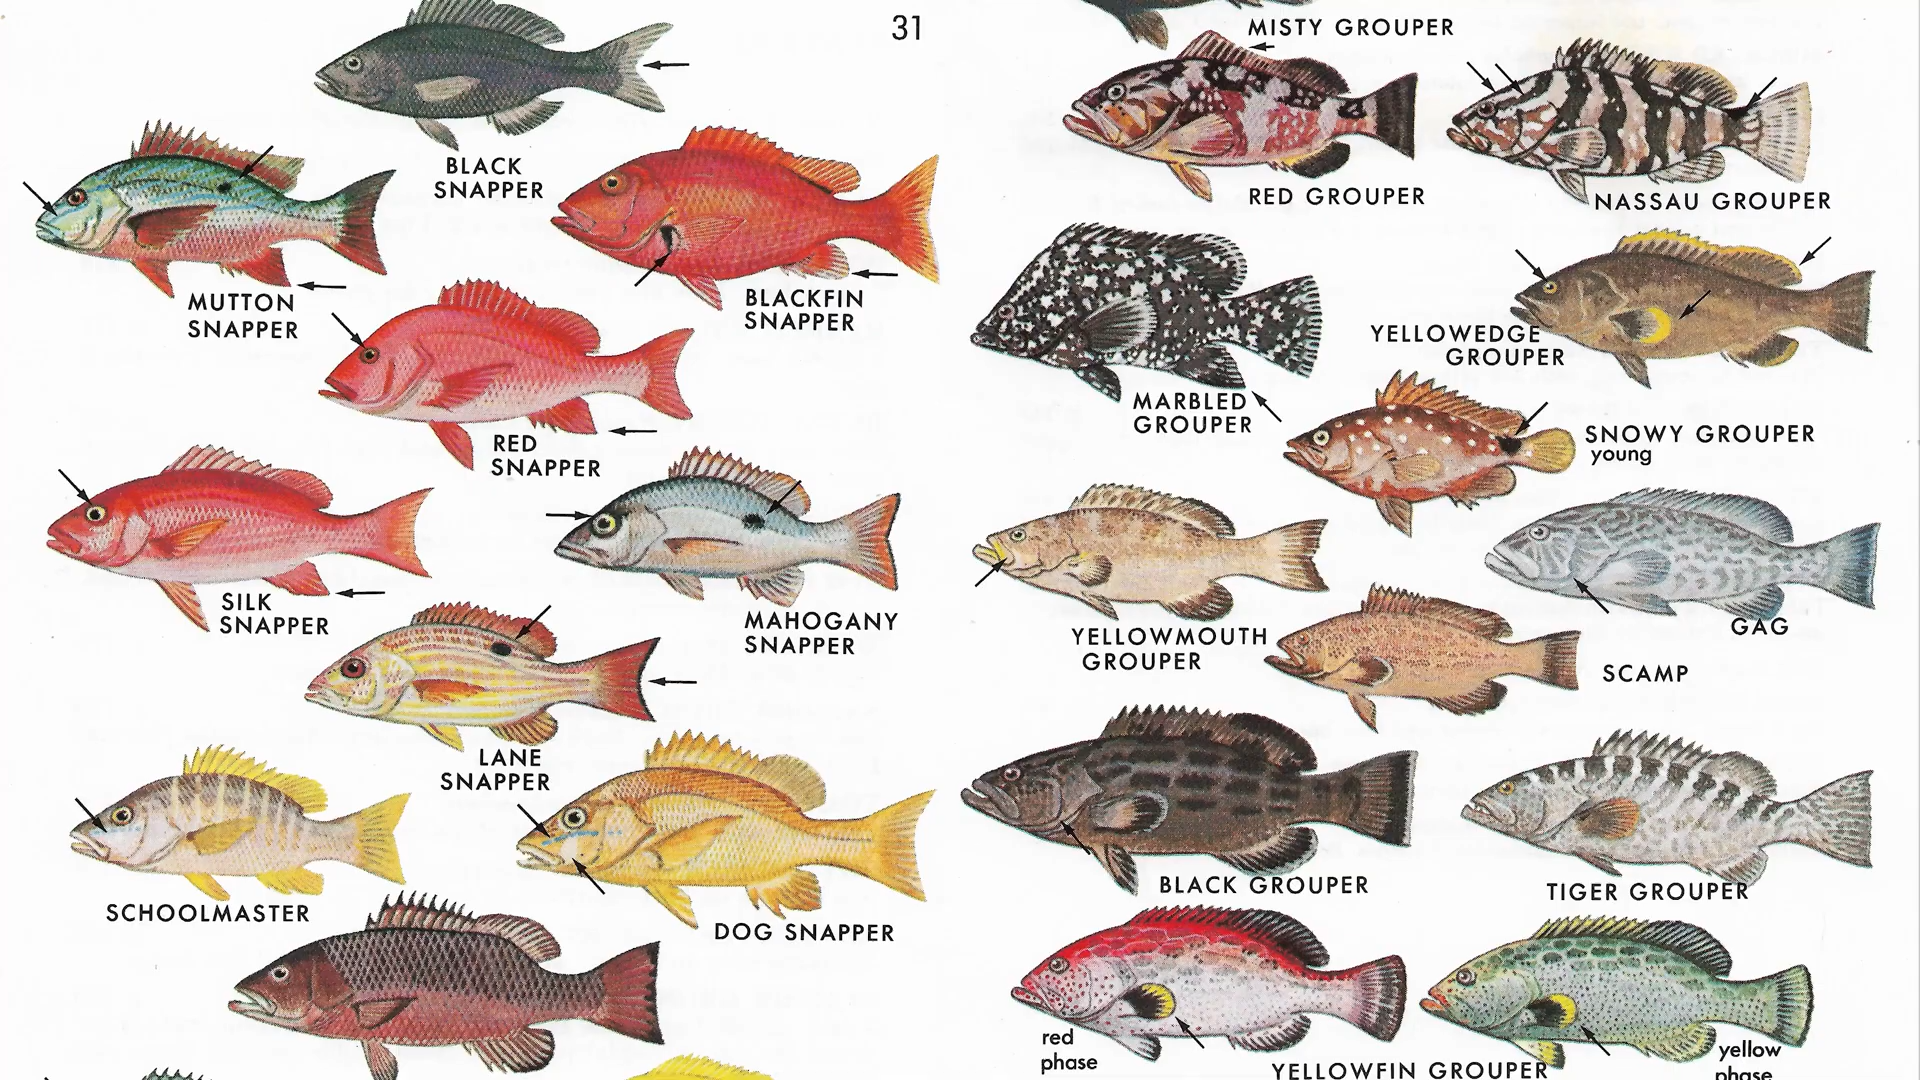 31
BLACK
SNAPPER
MUTTON
SNAPPER
BLACKFIN
SNAPPER
RED
SNAPPER
SILK
SNAPPER
MAHOGANY
SNAPPER
LANE
SNAPPER
SCHOOLMASTER
DOG SNAPPER
MISTY GROUPER
RED GROUPER
NASSAU GROUPER
MARBLED
GROUPER
YELLOWEDGE
GROUPER
SNOWY GROUPER
young
YELLOWMOUTH
GROUPER
GAG
SCAMP
BLACK GROUPER
TIGER GROUPER
red
phase
YELLOWFIN GROUPER
yellow
phase